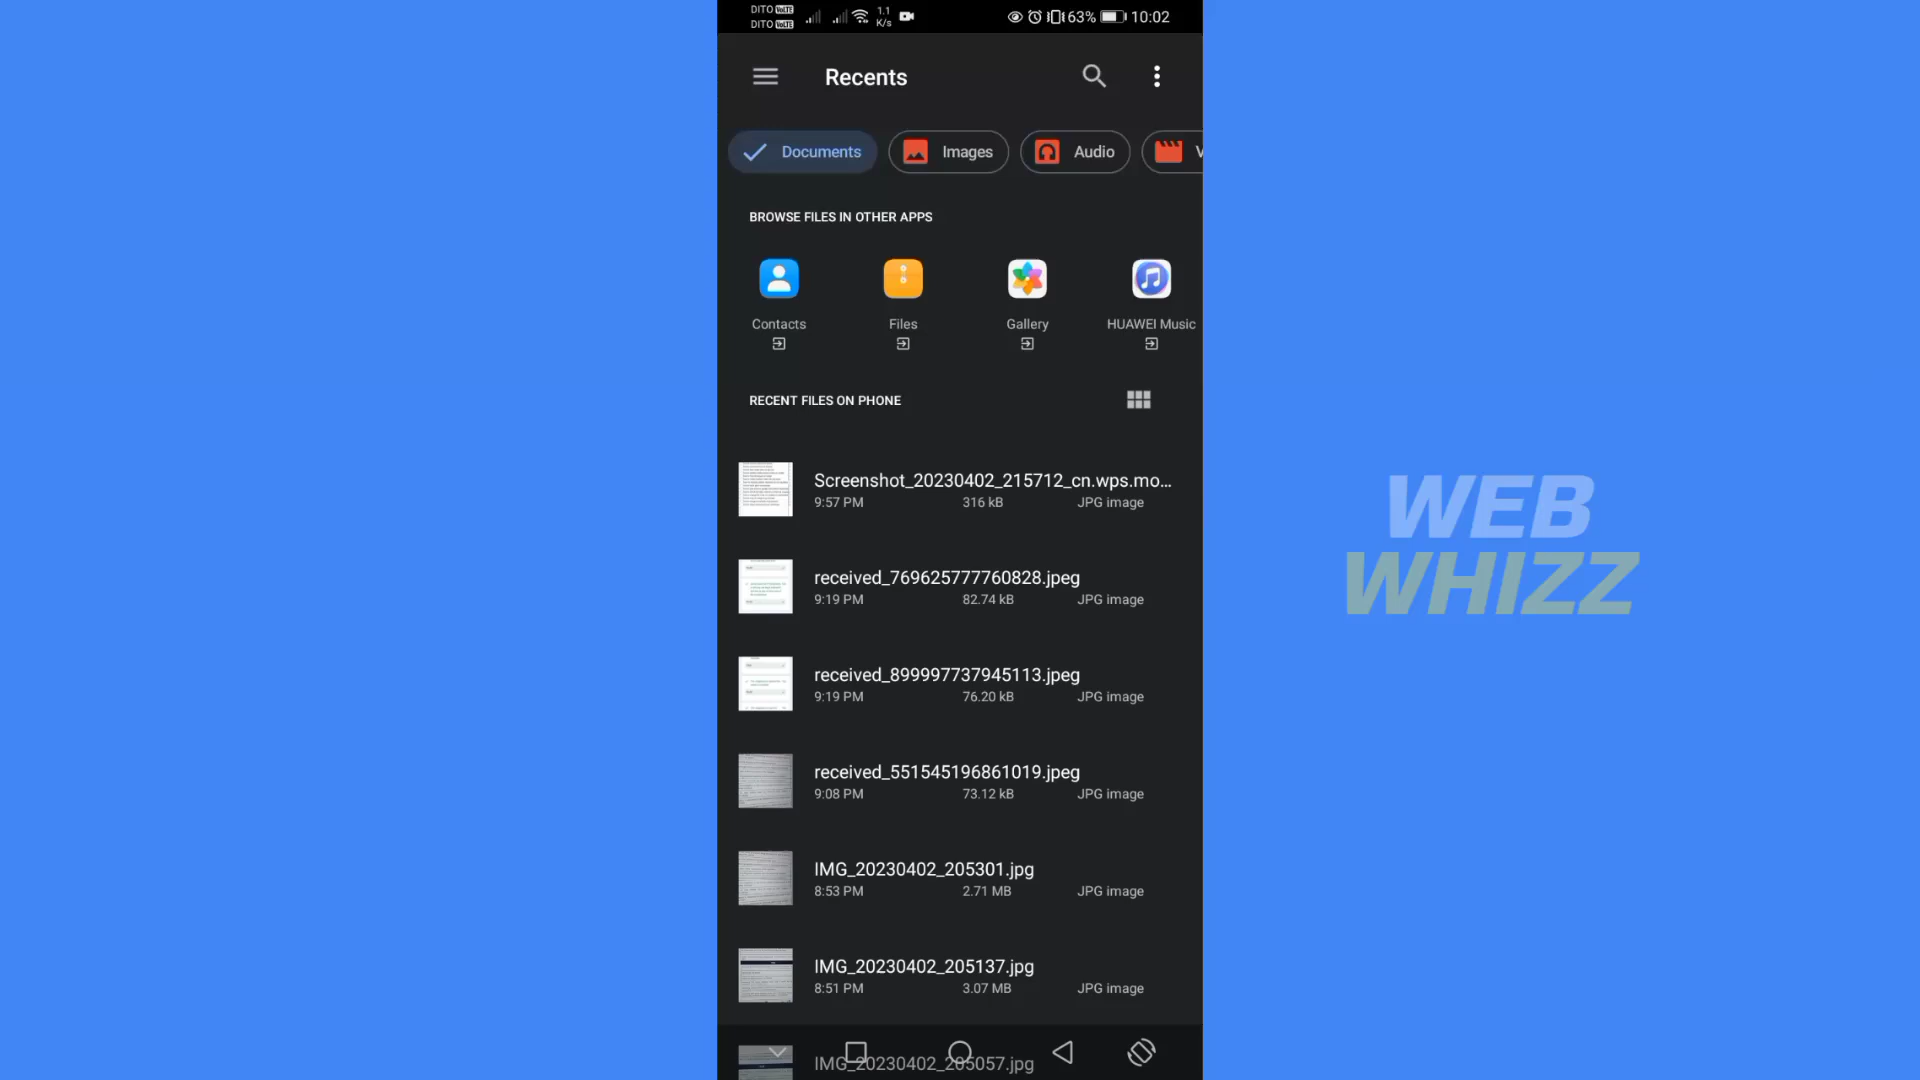 DITO VoLTE
DITO VoLTE
1.1
K/s
63%
10:02
Recents
Documents
Images
Audio
V
BROWSE FILES IN OTHER APPS
Contacts
Files
Gallery
HUAWEI Music
RECENT FILES ON PHONE
Screenshot_20230402_215712_cn.wps.mo...
9:57 PM 316 kB JPG image
received_769625777760828.jpeg
9:19 PM 82.74 kB JPG image
received_899997737945113.jpeg
9:19 PM 76.20 kB JPG image
received_551545196861019.jpeg
9:08 PM 73.12 kB JPG image
IMG_20230402_205301.jpg
8:53 PM 2.71 MB JPG image
IMG_20230402_205137.jpg
8:51 PM 3.07 MB JPG image
IMG_20230402_205057.jpg
WEB
WHIZZ